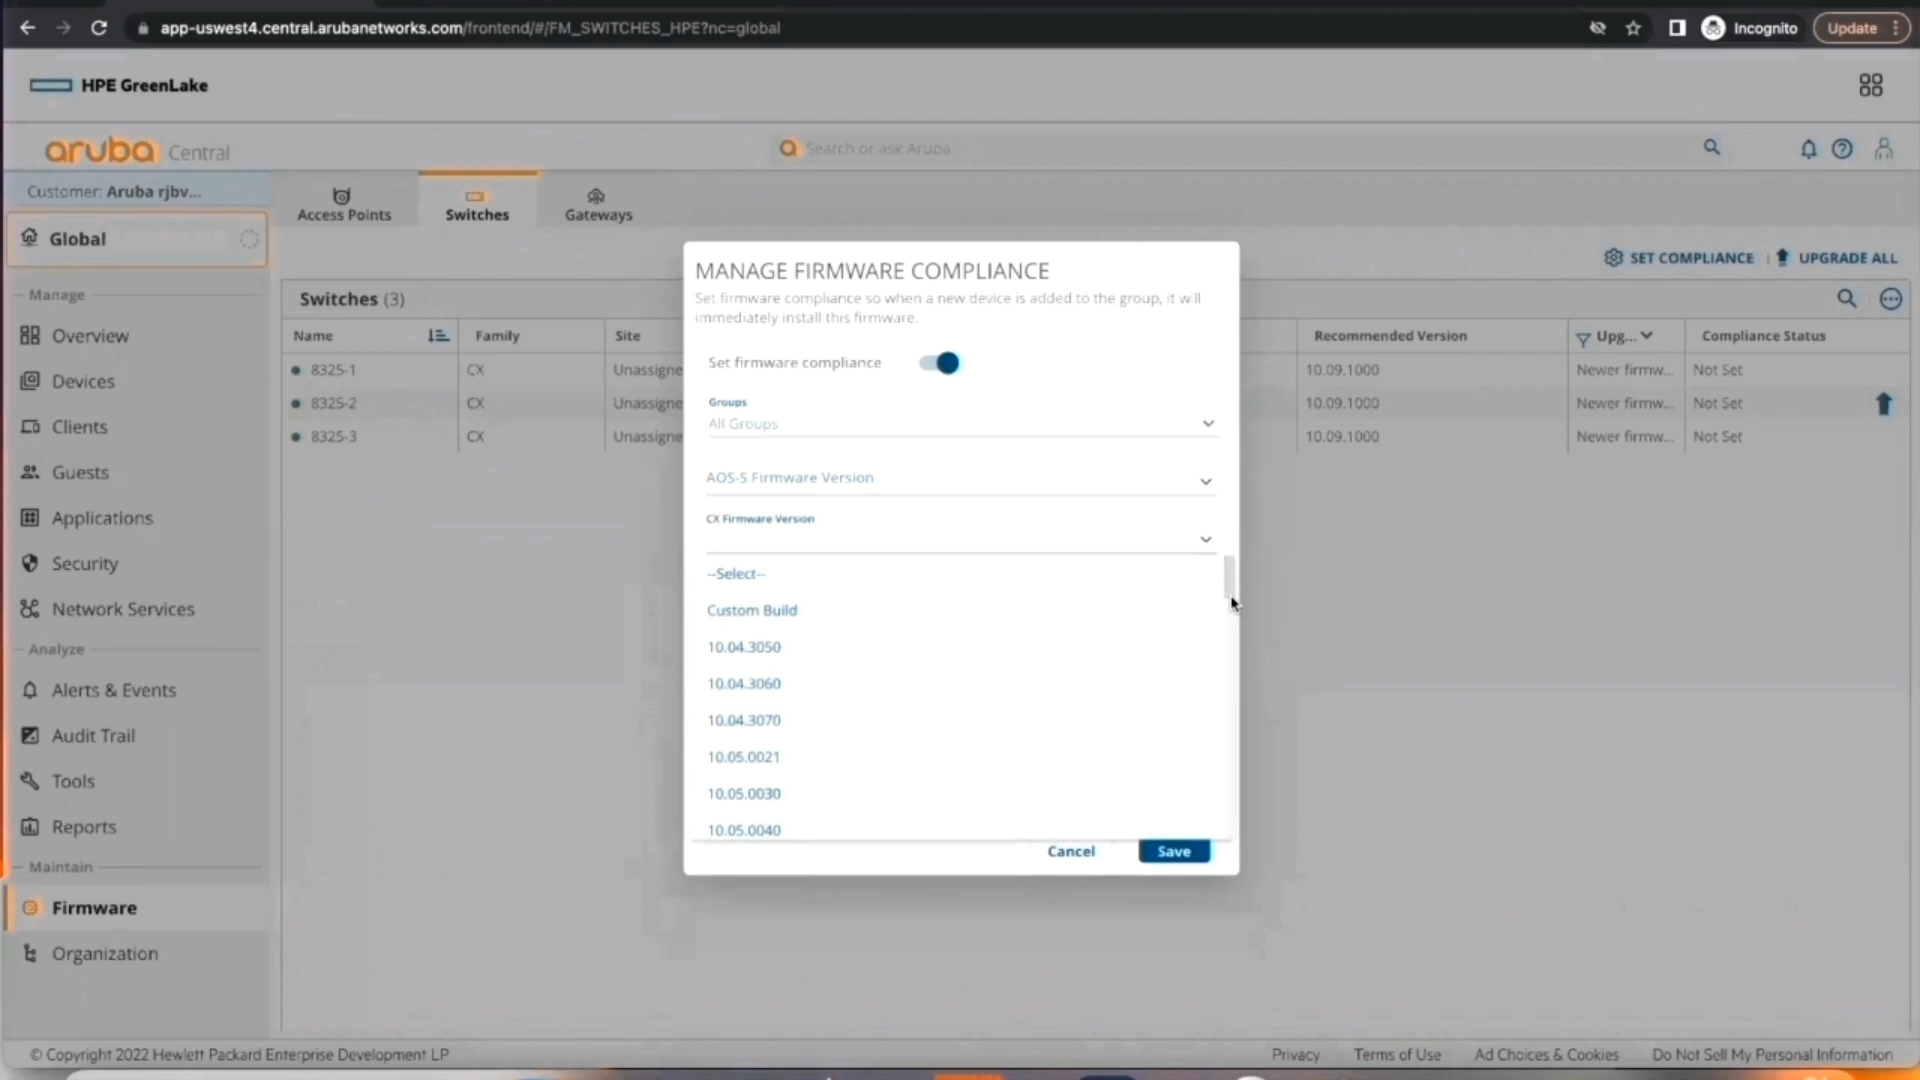 app-uswest4.central.arubanetworks.com/frontend/#/FM_SWITCHES_HPE?nc=global
Incognito
Update
HPE GreenLake
aruba Central
Search or ask Aruba
Customer: Aruba rjbv...
Access Points
Switches
Gateways
Global
SET COMPLIANCE
UPGRADE ALL
Manage
Overview
Devices
Clients
Guests
Applications
Security
Network Services
Analyze
Alerts & Events
Audit Trail
Tools
Reports
Maintain
Firmware
Organization
Switches (3)
Name Family Site Recommended Version Upg... Compliance Status
8325-1 CX Unassigne 10.09.1000 Newer firmw... Not Set
8325-2 CX Unassigne 10.09.1000 Newer firmw... Not Set
8325-3 CX Unassigne 10.09.1000 Newer firmw... Not Set
MANAGE FIRMWARE COMPLIANCE
Set firmware compliance so when a new device is added to the group, it will
immediately install this firmware.
Set firmware compliance
Groups
All Groups
AOS-S Firmware Version
CX Firmware Version
--Select--
Custom Build
10.04.3050
10.04.3060
10.04.3070
10.05.0021
10.05.0030
10.05.0040
Cancel
Save
© Copyright 2022 Hewlett Packard Enterprise Development LP
Privacy
Terms of Use
Ad Choices & Cookies
Do Not Sell My Personal Information